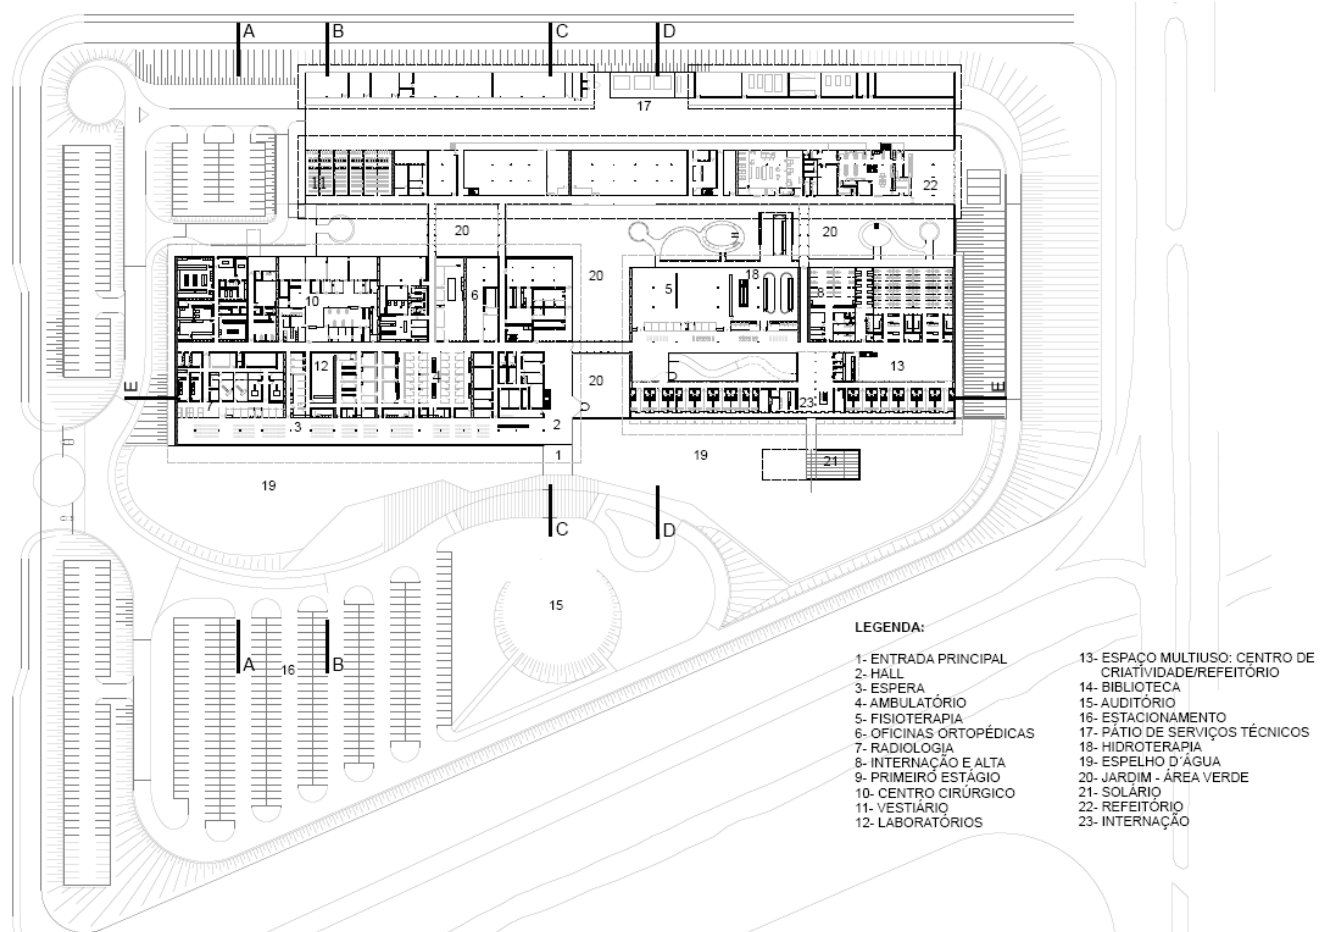 A
B
C
D
17
11
22
20
20
20
18
5
8
6
10
12
4
13
20
E
E
7
23
3
2
1
19
21
19
C
D
15
A
16
B
LEGENDA:
1- ENTRADA PRINCIPAL
2- HALL
3- ESPERA
4- AMBULATÓRIO
5- FISIOTERAPIA
6- OFICINAS ORTOPÉDICAS
7- RADIOLOGIA
8- INTERNAÇÃO E ALTA
9- PRIMEIRO ESTÁGIO
10- CENTRO CIRÚRGICO
11- VESTIÁRIO
12- LABORATÓRIOS
13- ESPAÇO MULTIUSO: CENTRO DE
CRIATIVIDADE/REFEITÓRIO
14- BIBLIOTECA
15- AUDITÓRIO
16- ESTACIONAMENTO
17- PÁTIO DE SERVIÇOS TÉCNICOS
18- HIDROTERAPIA
19- ESPELHO D´ÁGUA
20- JARDIM - ÁREA VERDE
21- SOLÁRIO
22- REFEITÓRIO
23- INTERNAÇÃO